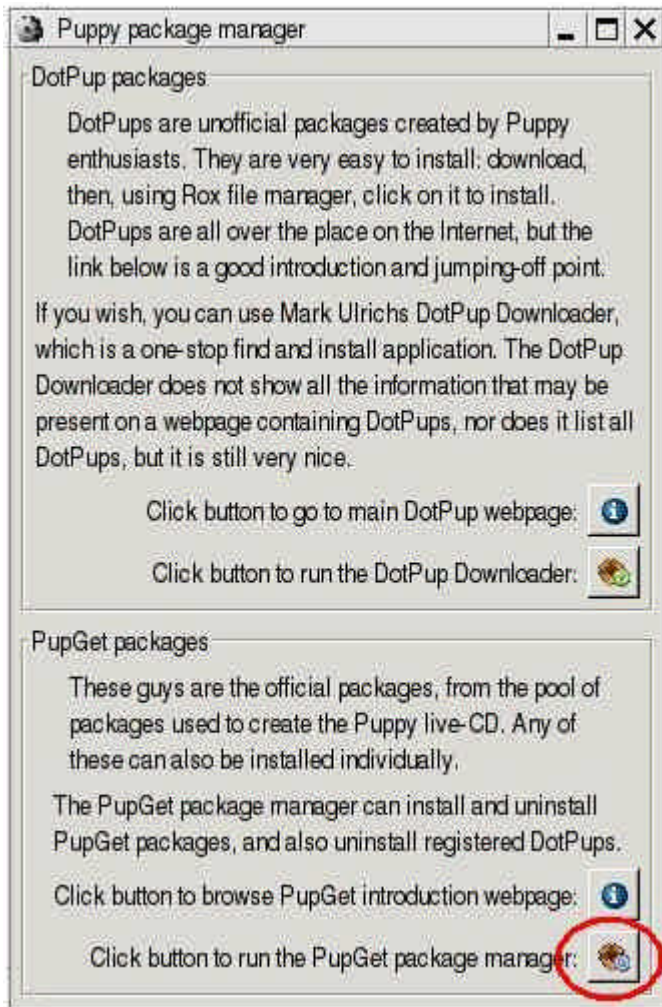 Puppy package manager
DotPup packages
DotPups are unofficial packages created by Puppy
enthusiasts. They are very easy to install: download,
then, using Rox file manager, click on it to install.
DotPups are all over the place on the Internet, but the
link below is a good introduction and jumping-off point.
If you wish, you can use Mark Ulrichs DotPup Downloader,
which is a one-stop find and install application. The DotPup
Downloader does not show all the information that may be
present on a webpage containing DotPups, nor does it list all
DotPups, but it is still very nice.
Click button to go to main DotPup webpage:
Click button to run the DotPup Downloader:
PupGet packages
These guys are the official packages, from the pool of
packages used to create the Puppy live-CD. Any of
these can also be installed individually.
The PupGet package manager can install and uninstall
PupGet packages, and also uninstall registered DotPups.
Click button to browse PupGet introduction webpage:
Click button to run the PupGet package manager: